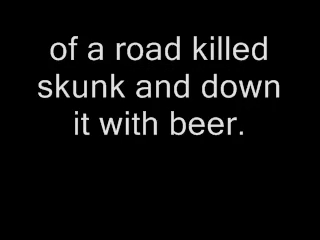 of a road killed
skunk and down
it with beer.